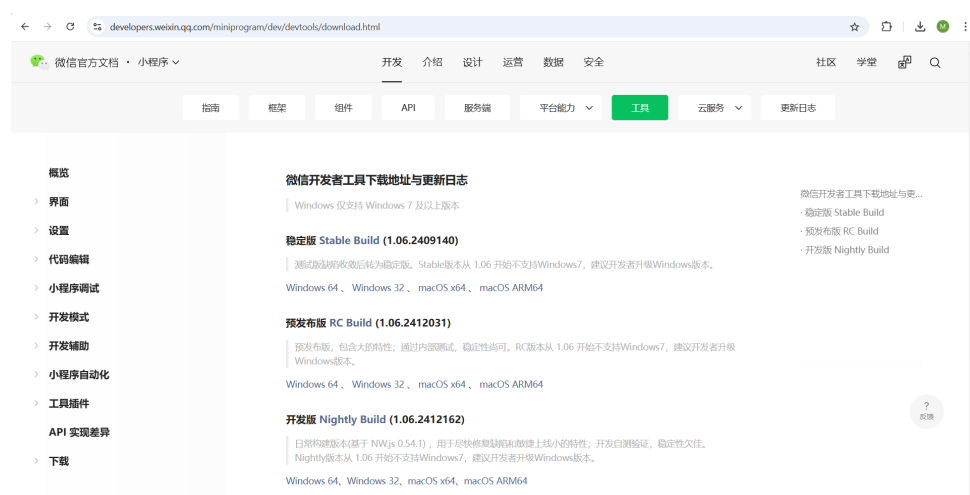 developers.weixin.qq.com/miniprogram/dev/devtools/download.html
M
微信官方文档 · 小程序
开发 介绍 设计 运营 数据 安全
社区 学堂
指南 框架 组件 API 服务端 平台能力 工具 云服务 更新日志
概览
界面
设置
代码编辑
小程序调试
开发模式
开发辅助
小程序自动化
工具插件
API 实现差异
下载
微信开发者工具下载地址与更新日志
Windows 仅支持 Windows 7 及以上版本
稳定版 Stable Build (1.06.2409140)
测试版缺陷收敛后转为稳定版。Stable版本从 1.06 开始不支持Windows7，建议开发者升级Windows版本。
Windows 64 、 Windows 32 、 macOS x64 、 macOS ARM64
预发布版 RC Build (1.06.2412031)
预发布版，包含大的特性；通过内部测试，稳定性尚可。RC版本从 1.06 开始不支持Windows7，建议开发者升级
Windows版本。
Windows 64 、 Windows 32 、 macOS x64 、 macOS ARM64
开发版 Nightly Build (1.06.2412162)
日常构建版本(基于 NW.js 0.54.1) ，用于尽快修复缺陷和敏捷上线小的特性；开发自测验证，稳定性欠佳。
Nightly版本从 1.06 开始不支持Windows7，建议开发者升级Windows版本。
Windows 64、Windows 32、macOS x64、macOS ARM64
微信开发者工具下载地址与更...
· 稳定版 Stable Build
· 预发布版 RC Build
· 开发版 Nightly Build
?
反馈